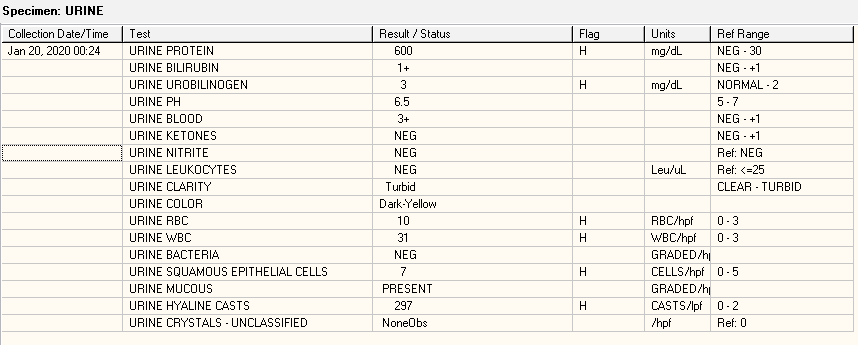 Specimen: URINE
Collection Date/Time Test Result / Status Flag Units Ref Range
Jan 20, 2020 00:24 URINE PROTEIN 600 H mg/dL NEG - 30
URINE BILIRUBIN 1+ NEG - +1
URINE UROBILINOGEN 3 H mg/dL NORMAL - 2
URINE PH 6.5 5 - 7
URINE BLOOD 3+ NEG - +1
URINE KETONES NEG NEG - +1
URINE NITRITE NEG Ref: NEG
URINE LEUKOCYTES NEG Leu/uL Ref: <=25
URINE CLARITY Turbid CLEAR - TURBID
URINE COLOR Dark-Yellow
URINE RBC 10 H RBC/hpf 0 - 3
URINE WBC 31 H WBC/hpf 0 - 3
URINE BACTERIA NEG GRADED/hp
URINE SQUAMOUS EPITHELIAL CELLS 7 H CELLS/hpf 0 - 5
URINE MUCOUS PRESENT GRADED/hp
URINE HYALINE CASTS 297 H CASTS/lpf 0 - 2
URINE CRYSTALS - UNCLASSIFIED NoneObs /hpf Ref: 0